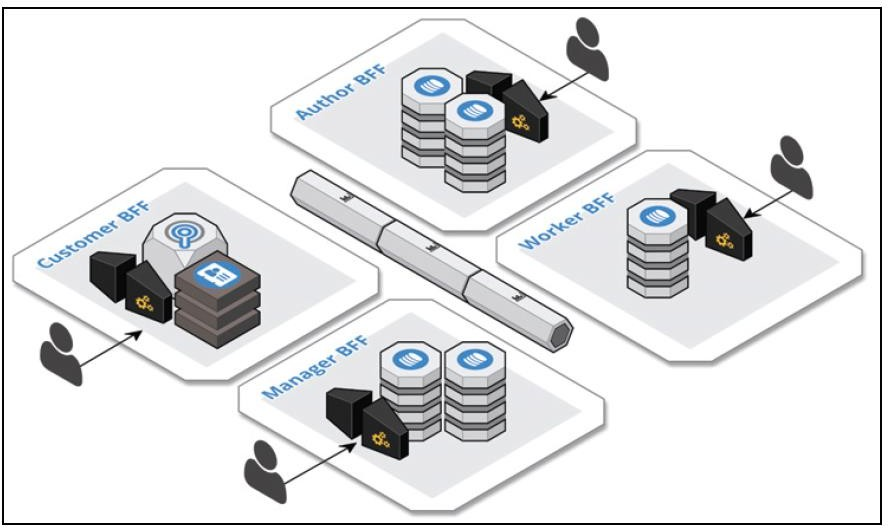 Author BFF
Worker BFF
Customer BFF
Manager BFF